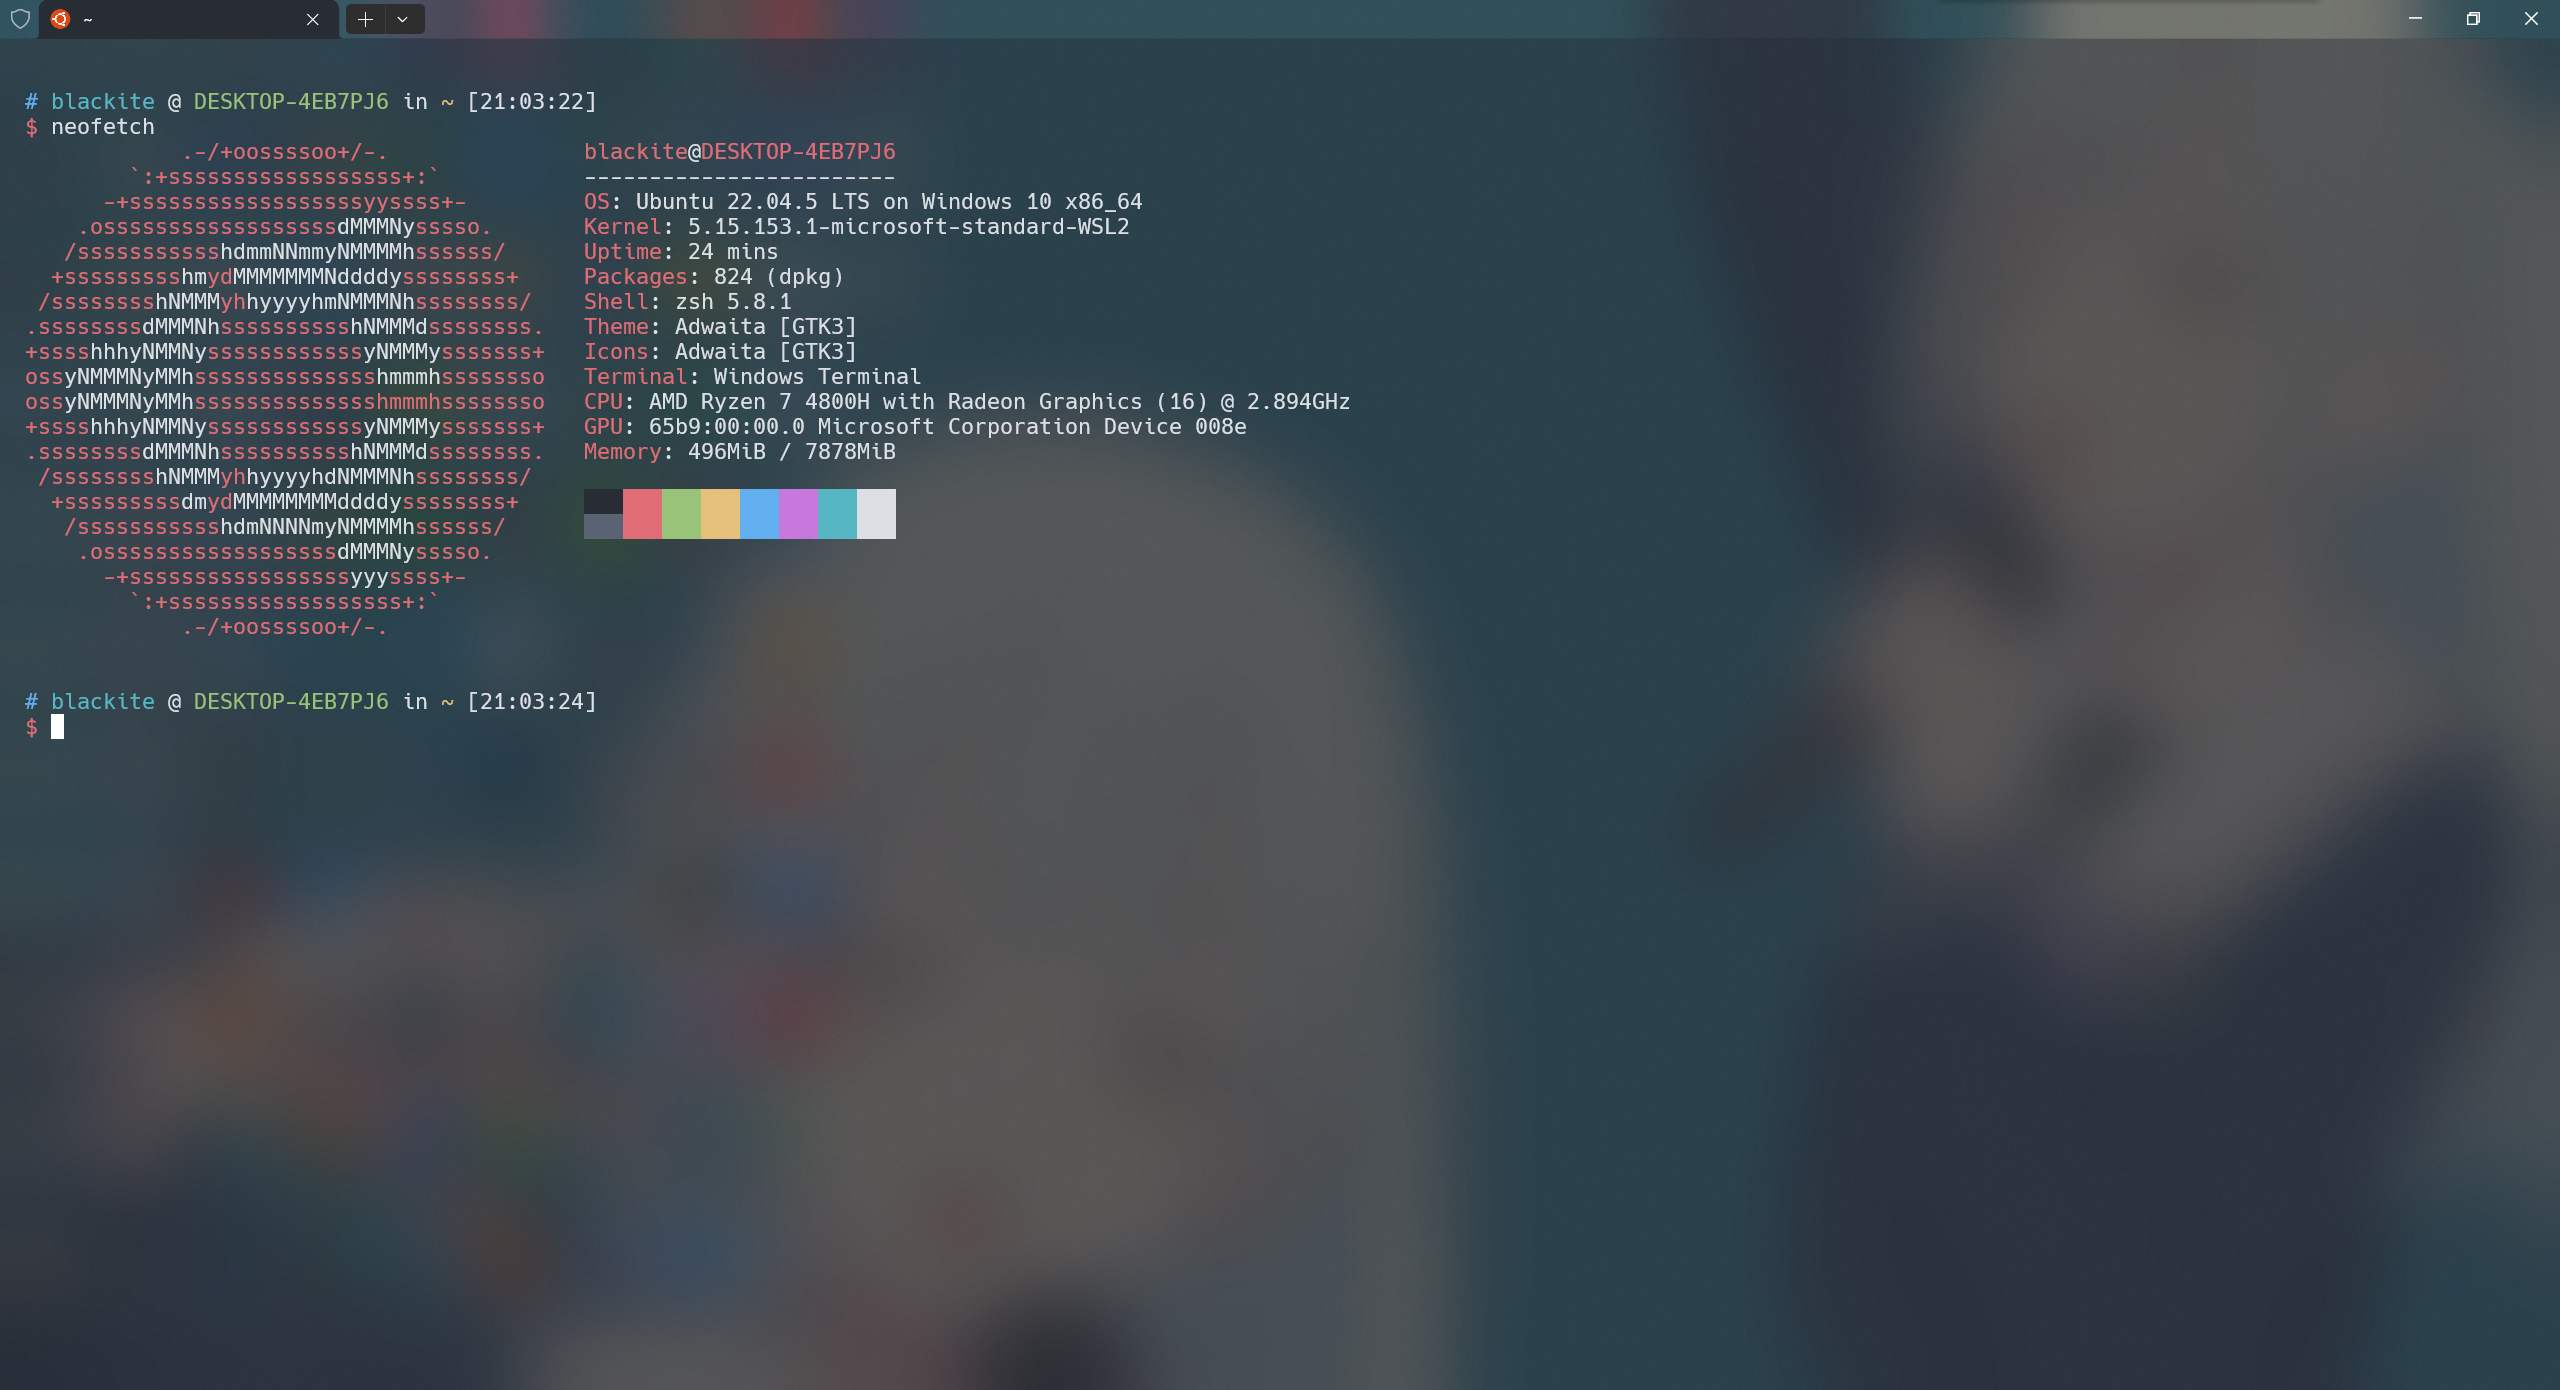 ~
# blackite @ DESKTOP-4EB7PJ6 in ~ [21:03:22]
$ neofetch
.-/+oossssoo+/-. blackite@DESKTOP-4EB7PJ6
`:+ssssssssssssssssss+:` ------------------------
-+ssssssssssssssssssyyssss+- OS: Ubuntu 22.04.5 LTS on Windows 10 x86_64
.ossssssssssssssssssdMMMNysssso. Kernel: 5.15.153.1-microsoft-standard-WSL2
/ssssssssssshdmmNNmmyNMMMMhssssss/ Uptime: 24 mins
+ssssssssshmydMMMMMMMNddddyssssssss+ Packages: 824 (dpkg)
/sssssssshNMMMyhhyyyyhmNMMMNhssssssss/ Shell: zsh 5.8.1
.ssssssssdMMMNhsssssssssshNMMMdssssssss. Theme: Adwaita [GTK3]
+sssshhhyNMMNyssssssssssssyNMMMysssssss+ Icons: Adwaita [GTK3]
ossyNMMMNyMMhsssssssssssssshmmmhssssssso Terminal: Windows Terminal
ossyNMMMNyMMhsssssssssssssshmmmhssssssso CPU: AMD Ryzen 7 4800H with Radeon Graphics (16) @ 2.894GHz
+sssshhhyNMMNyssssssssssssyNMMMysssssss+ GPU: 65b9:00:00.0 Microsoft Corporation Device 008e
.ssssssssdMMMNhsssssssssshNMMMdssssssss. Memory: 496MiB / 7878MiB
/sssssssshNMMMyhhyyyyhdNMMMNhssssssss/
+sssssssssdmydMMMMMMMMddddyssssssss+
/ssssssssssshdmNNNNmyNMMMMhssssss/
.ossssssssssssssssssdMMMNysssso.
-+sssssssssssssssssyyyssss+-
`:+ssssssssssssssssss+:`
.-/+oossssoo+/-.
# blackite @ DESKTOP-4EB7PJ6 in ~ [21:03:24]
$